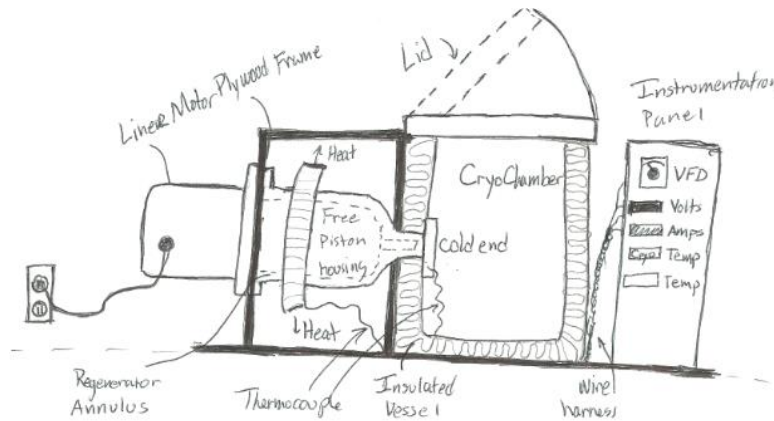 Lid
Instrumentation
Panel
Plywood Frame
Linear Motor
Heat
CryoChamber
VFD
Free
Piston
housing
cold end
Volts
Amps
Temp
Temp
Heat
Regenerator
Annulus
Thermocouple
Insulated
Vessel
Wire
harness